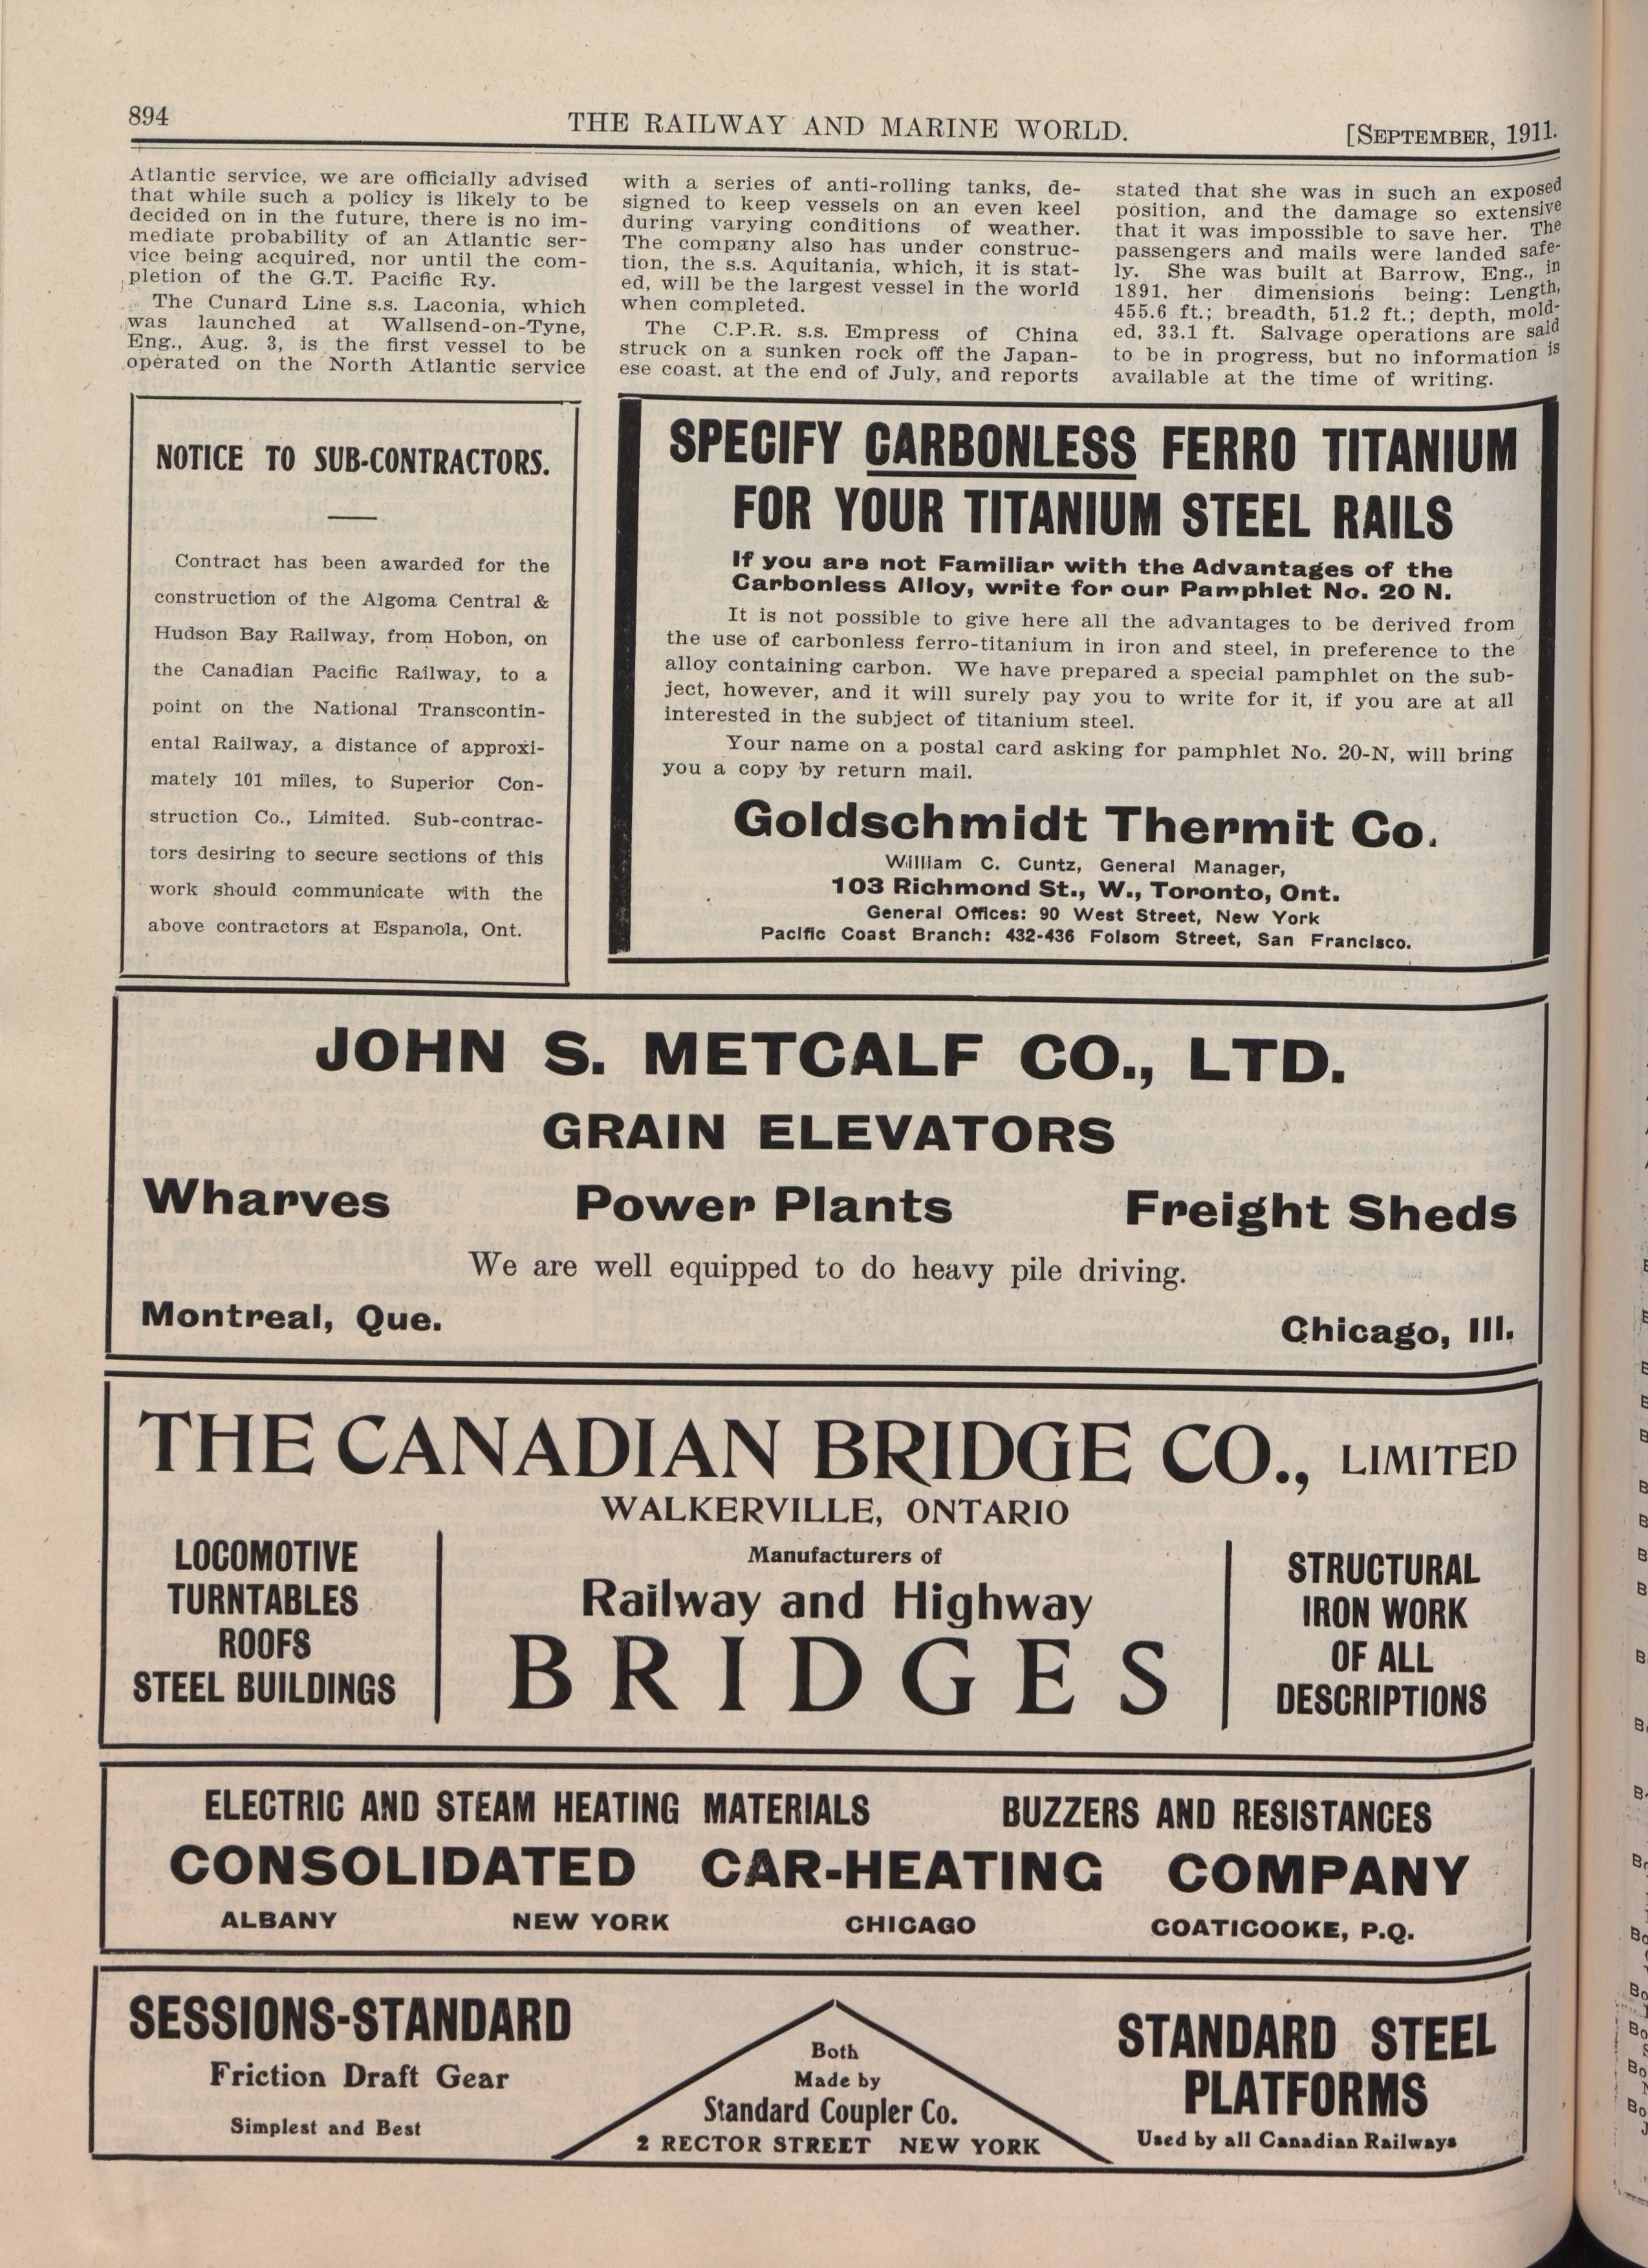 894
THE RAILWAY AND MARINE WORLD.
[SEPTEMBER, 1911.
Atlantic service, we are officially advised
that while such a policy is likely to be
decided on in the future, there is no im-
mediate probability of an Atlantic ser-
vice being acquired, nor until the com-
pletion of the G.T. Pacific Ry.
The Cunard Line s.s. Laconia, which
was launched at Wallsend-on-Tyne,
Eng., Aug. 3, is the first vessel to be
operated on the North Atlantic service
with a series of anti-rolling tanks, de-
signed to keep vessels on an even keel
during varying conditions of weather.
The company also has under construc-
tion, the s.s. Aquitania, which, it is stat-
ed, will be the largest vessel in the world
when completed.
The C.P.R. s.s. Empress of China
struck on a sunken rock off the Japan-
ese coast, at the end of July, and reports
stated that she was in such an exposed
position, and the damage so extensive
that it was impossible to save her. The
passengers and mails were landed safe-
ly. She was built at Barrow, Eng., in
1891, her dimensions being: Length,
455.6 ft.; breadth, 51.2 ft.; depth, mold-
ed, 33.1 ft. Salvage operations are said
to be in progress, but no information is
available at the time of writing.
NOTICE TO SUB-CONTRACTORS.
Contract has been awarded for the
construction of the Algoma Central &
Hudson Bay Railway, from Hobon, on
the Canadian Pacific Railway, to a
point on the National Transcontin-
ental Railway, a distance of approxi-
mately 101 miles, to Superior Con-
struction Co., Limited. Sub-contrac-
tors desiring to secure sections of this
work should communicate with the
above contractors at Espanola, Ont.
SPECIFY CARBONLESS FERRO TITANIUM
FOR YOUR TITANIUM STEEL RAILS
If you are not Familiar with the Advantages of the
Carbonless Alloy, write for our Pamphlet No. 20 N.
It is not possible to give here all the advantages to be derived from
the use of carbonless ferro-titanium in iron and steel, in preference to the
alloy containing carbon. We have prepared a special pamphlet on the sub-
ject, however, and it will surely pay you to write for it, if you are at all
interested in the subject of titanium steel.
Your name on a postal card asking for pamphlet No. 20-N, will bring
you a copy by return mail.
Goldschmidt Thermit Co.
William C. Cuntz, General Manager,
103 Richmond St., W., Toronto, Ont.
General Offices: 90 West Street, New York
Pacific Coast Branch: 432-436 Folsom Street, San Francisco.
JOHN S. METCALF CO., LTD.
GRAIN ELEVATORS
Wharves Power Plants Freight Sheds
We are well equipped to do heavy pile driving.
Montreal, Que. Chicago, Ill.
THE CANADIAN BRIDGE CO., LIMITED
WALKERVILLE, ONTARIO
LOCOMOTIVE
TURNTABLES
ROOFS
STEEL BUILDINGS
Manufacturers of
Railway and Highway
BRIDGES
STRUCTURAL
IRON WORK
OF ALL
DESCRIPTIONS
ELECTRIC AND STEAM HEATING MATERIALS BUZZERS AND RESISTANCES
CONSOLIDATED CAR-HEATING COMPANY
ALBANY NEW YORK CHICAGO COATICOOKE, P.Q.
SESSIONS-STANDARD
Friction Draft Gear
Simplest and Best
Both
Made by
Standard Coupler Co.
2 RECTOR STREET NEW YORK
STANDARD STEEL
PLATFORMS
Used by all Canadian Railways